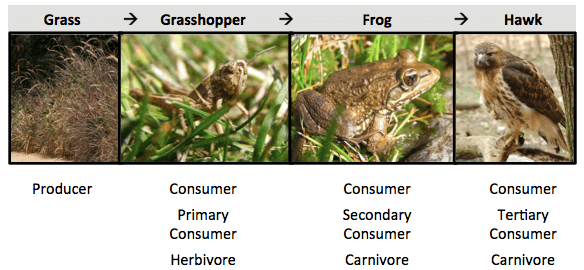 Grass → Grasshopper → Frog → Hawk
Producer Consumer Consumer Consumer
Primary Secondary Tertiary
Consumer Consumer Consumer
Herbivore Carnivore Carnivore